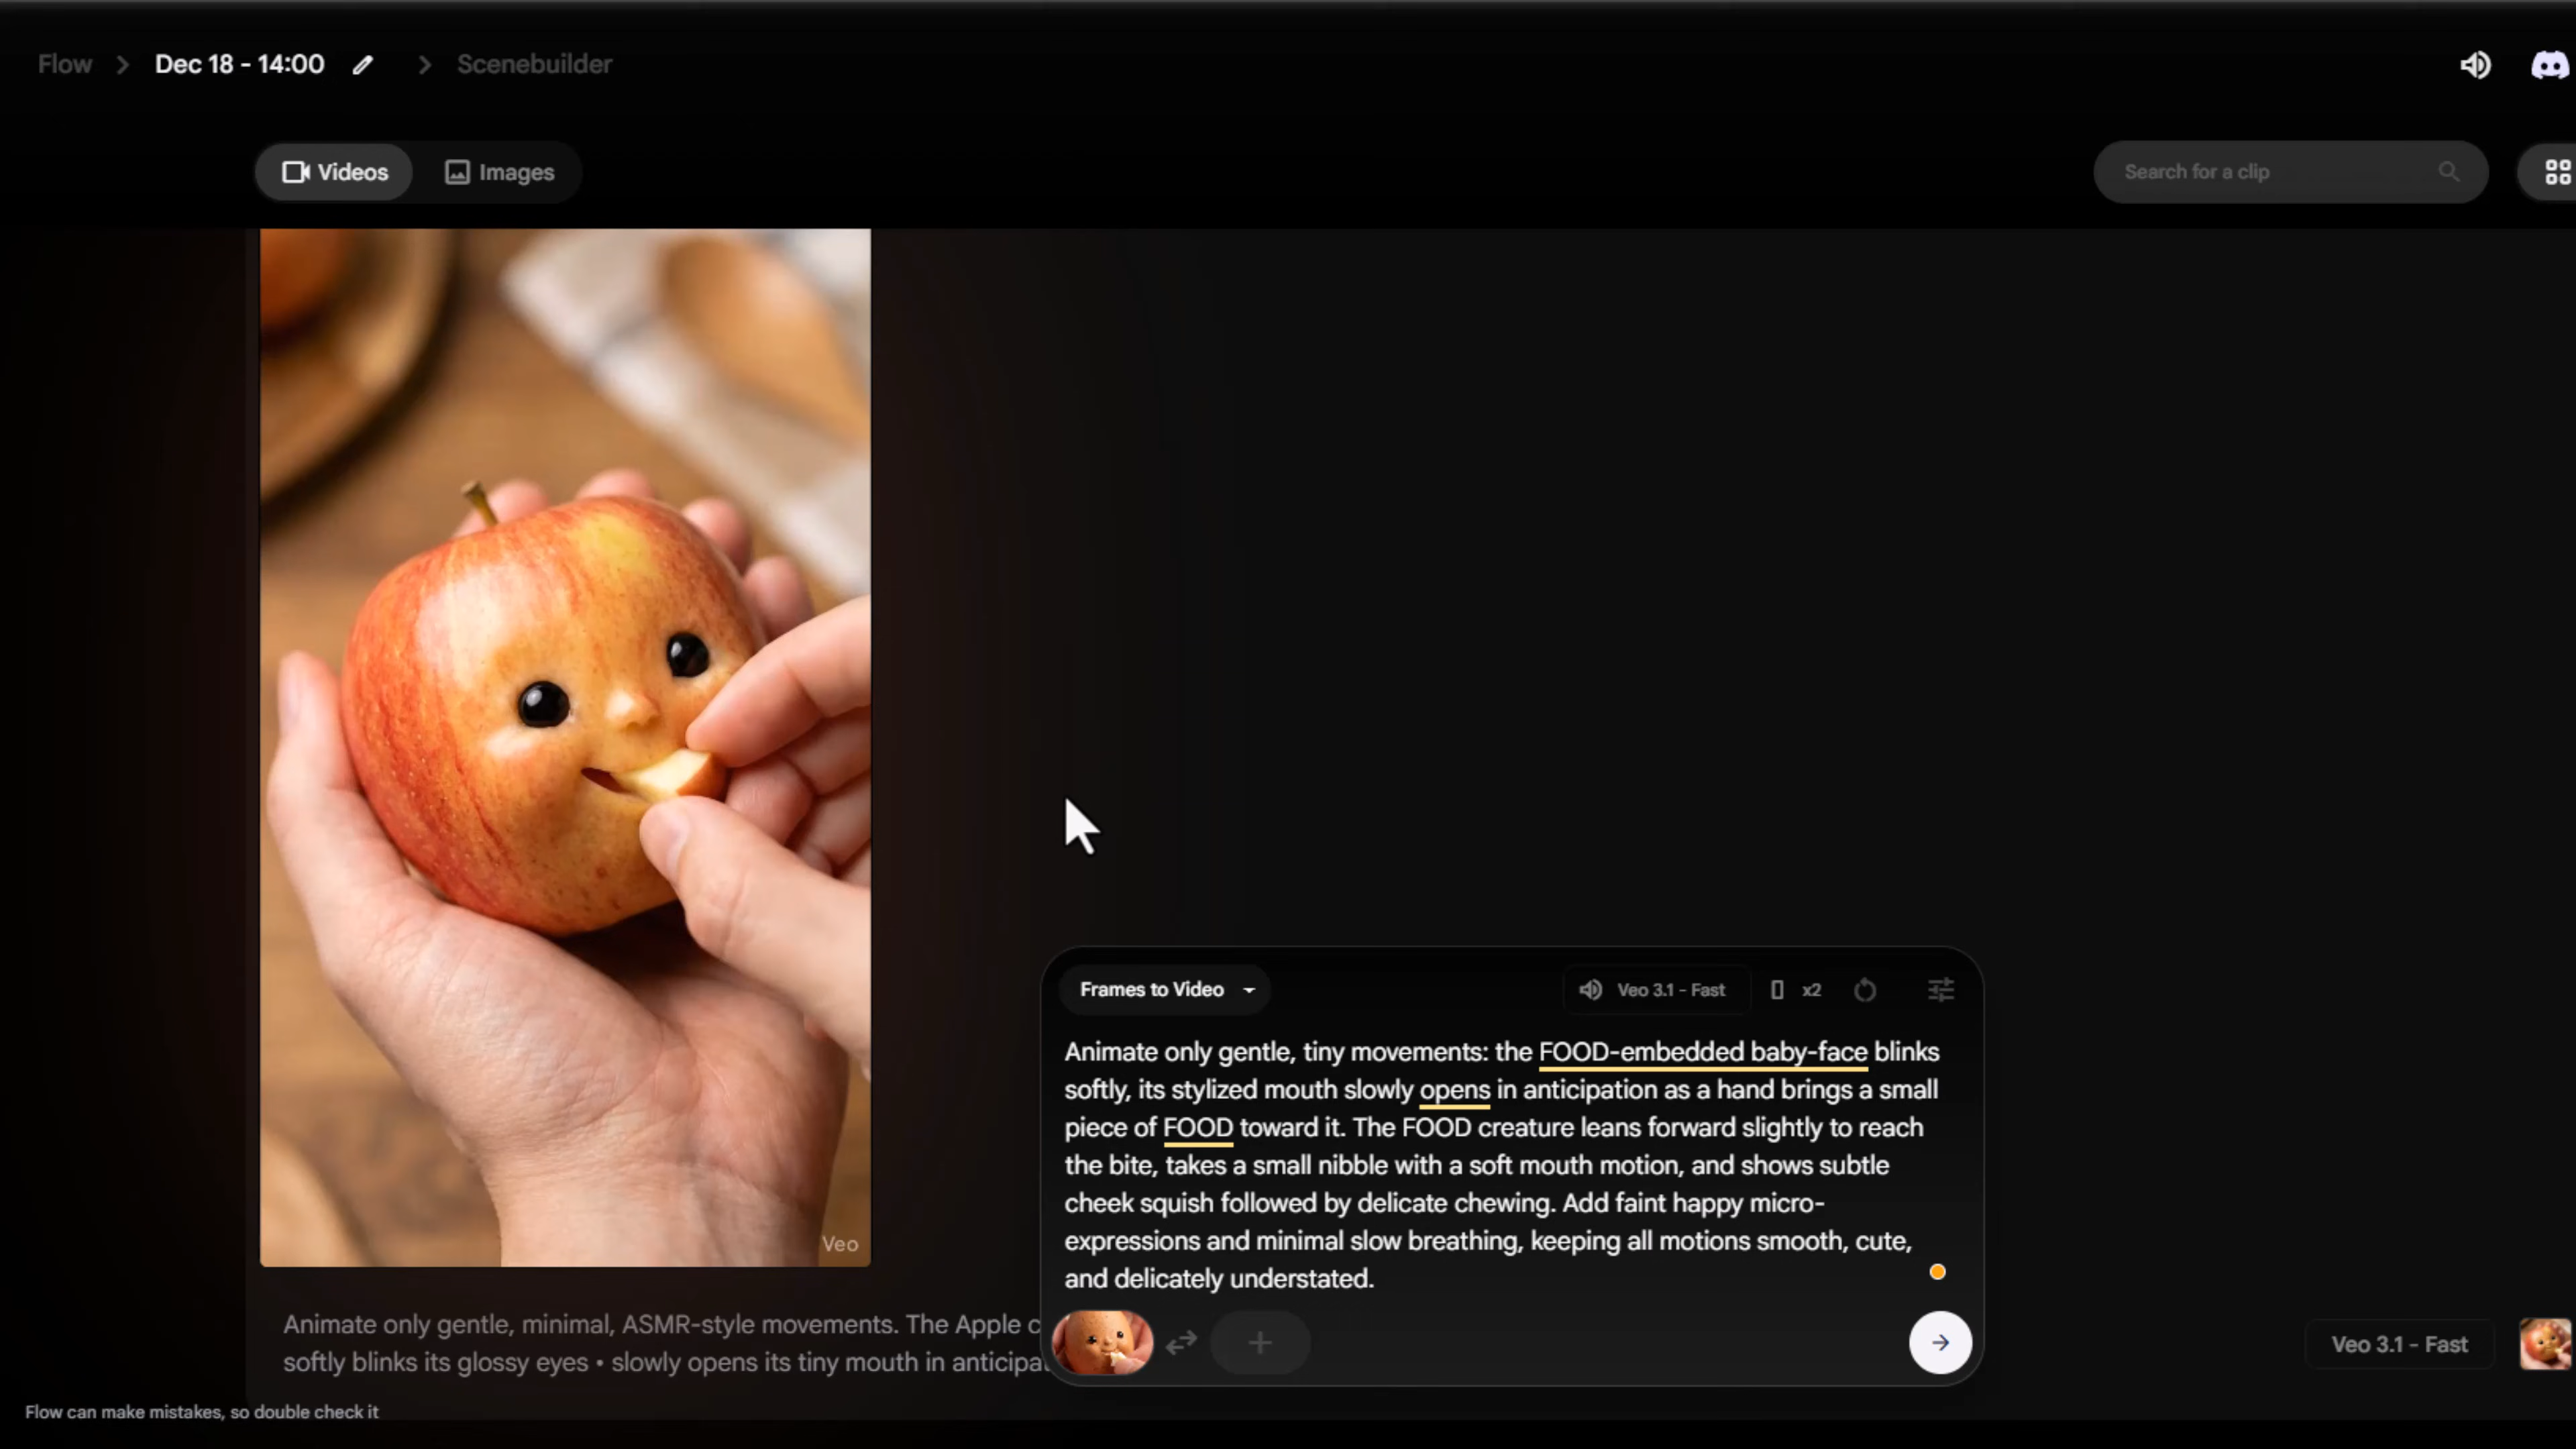 Flow
Dec 18 - 14:00
Scenebuilder
Videos
Images
Search for a clip
Veo
Frames to Video
Veo 3.1 - Fast
x2
Animate only gentle, tiny movements: the FOOD-embedded baby-face blinks
softly, its stylized mouth slowly opens in anticipation as a hand brings a small
piece of FOOD toward it. The FOOD creature leans forward slightly to reach
the bite, takes a small nibble with a soft mouth motion, and shows subtle
cheek squish followed by delicate chewing. Add faint happy micro-
expressions and minimal slow breathing, keeping all motions smooth, cute,
and delicately understated.
Animate only gentle, minimal, ASMR-style movements. The Apple c
softly blinks its glossy eyes • slowly opens its tiny mouth in anticipa
Veo 3.1 - Fast
Flow can make mistakes, so double check it